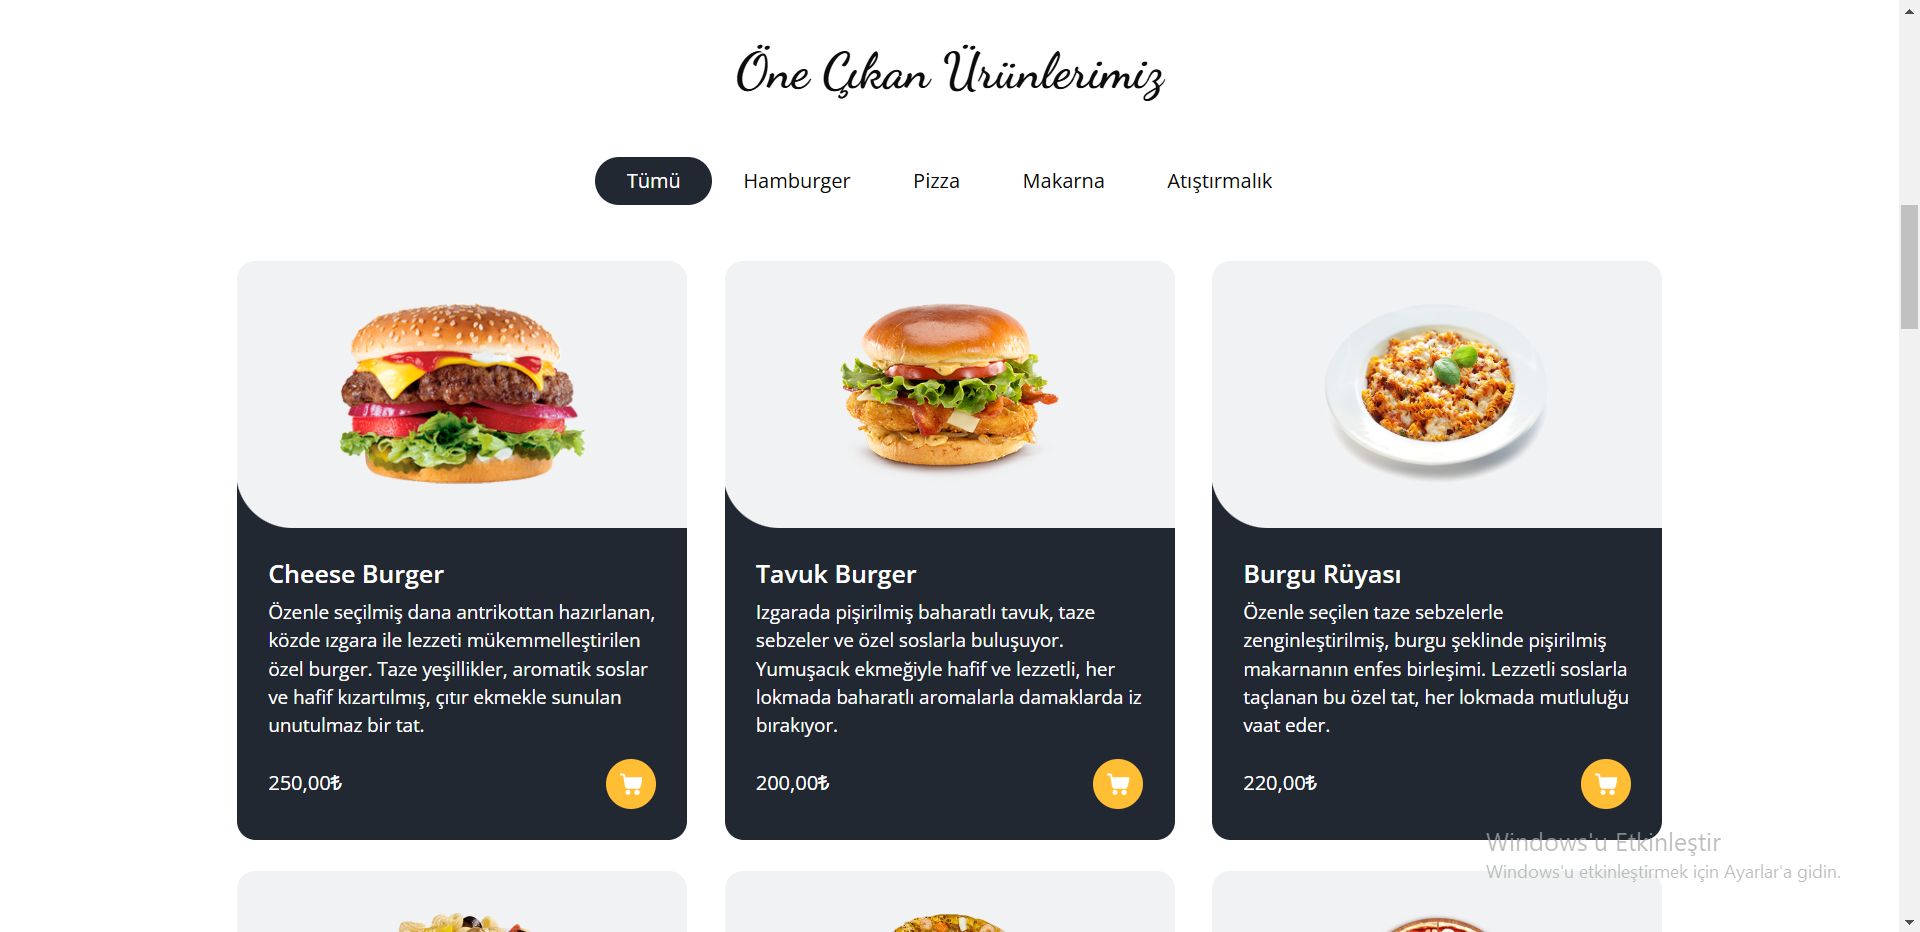 Öne Çıkan Ürünlerimiz
Tümü Hamburger Pizza Makarna Atıştırmalık
Cheese Burger
Özenle seçilmiş dana antrikottan hazırlanan,
közde ızgara ile lezzeti mükemmelleştirilen
özel burger. Taze yeşillikler, aromatik soslar
ve hafif kızartılmış, çıtır ekmekle sunulan
unutulmaz bir tat.
250,00₺
Tavuk Burger
Izgarada pişirilmiş baharatlı tavuk, taze
sebzeler ve özel soslarla buluşuyor.
Yumuşacık ekmeğiyle hafif ve lezzetli, her
lokmada baharatlı aromalarla damaklarda iz
bırakıyor.
200,00₺
Burgu Rüyası
Özenle seçilen taze sebzelerle
zenginleştirilmiş, burgu şeklinde pişirilmiş
makarnanın enfes birleşimi. Lezzetli soslarla
taçlanan bu özel tat, her lokmada mutluluğu
vaat eder.
220,00₺
Windows'u Etkinleştir
Windows'u etkinleştirmek için Ayarlar'a gidin.